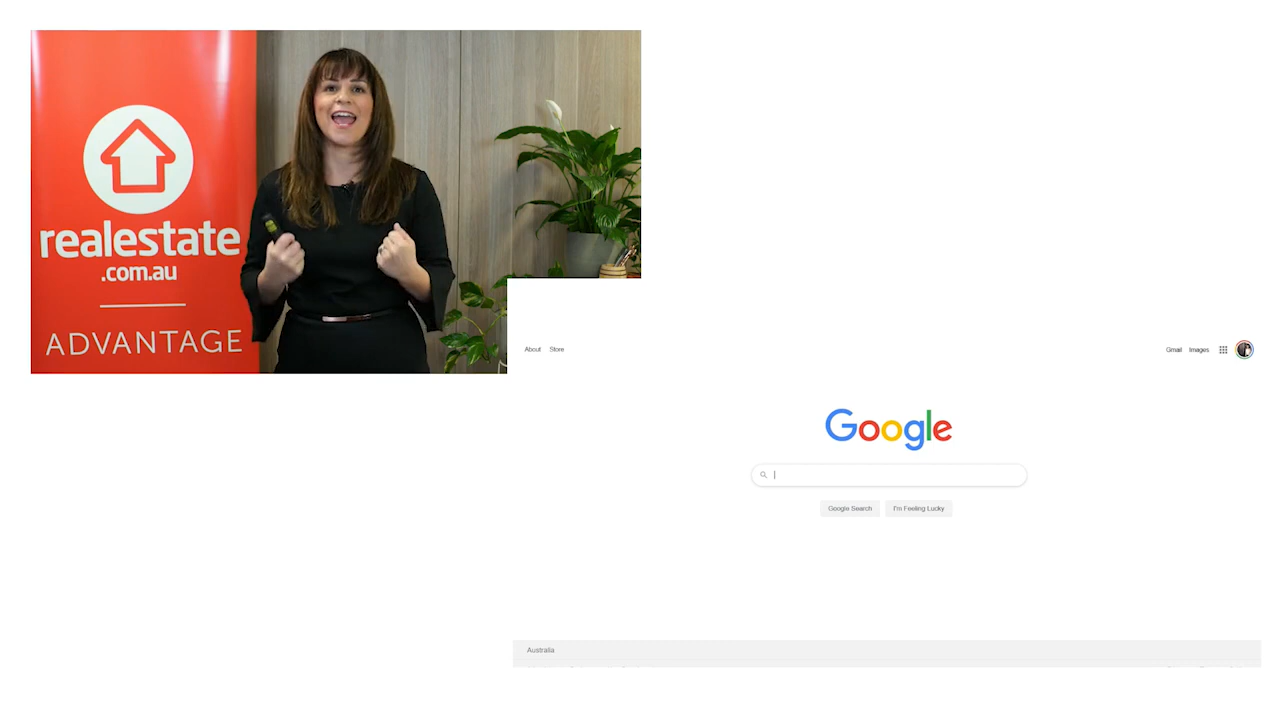 realestate
.com.au
ADVANTAGE
About Store
Gmail Images
Google
Google Search I'm Feeling Lucky
Australia